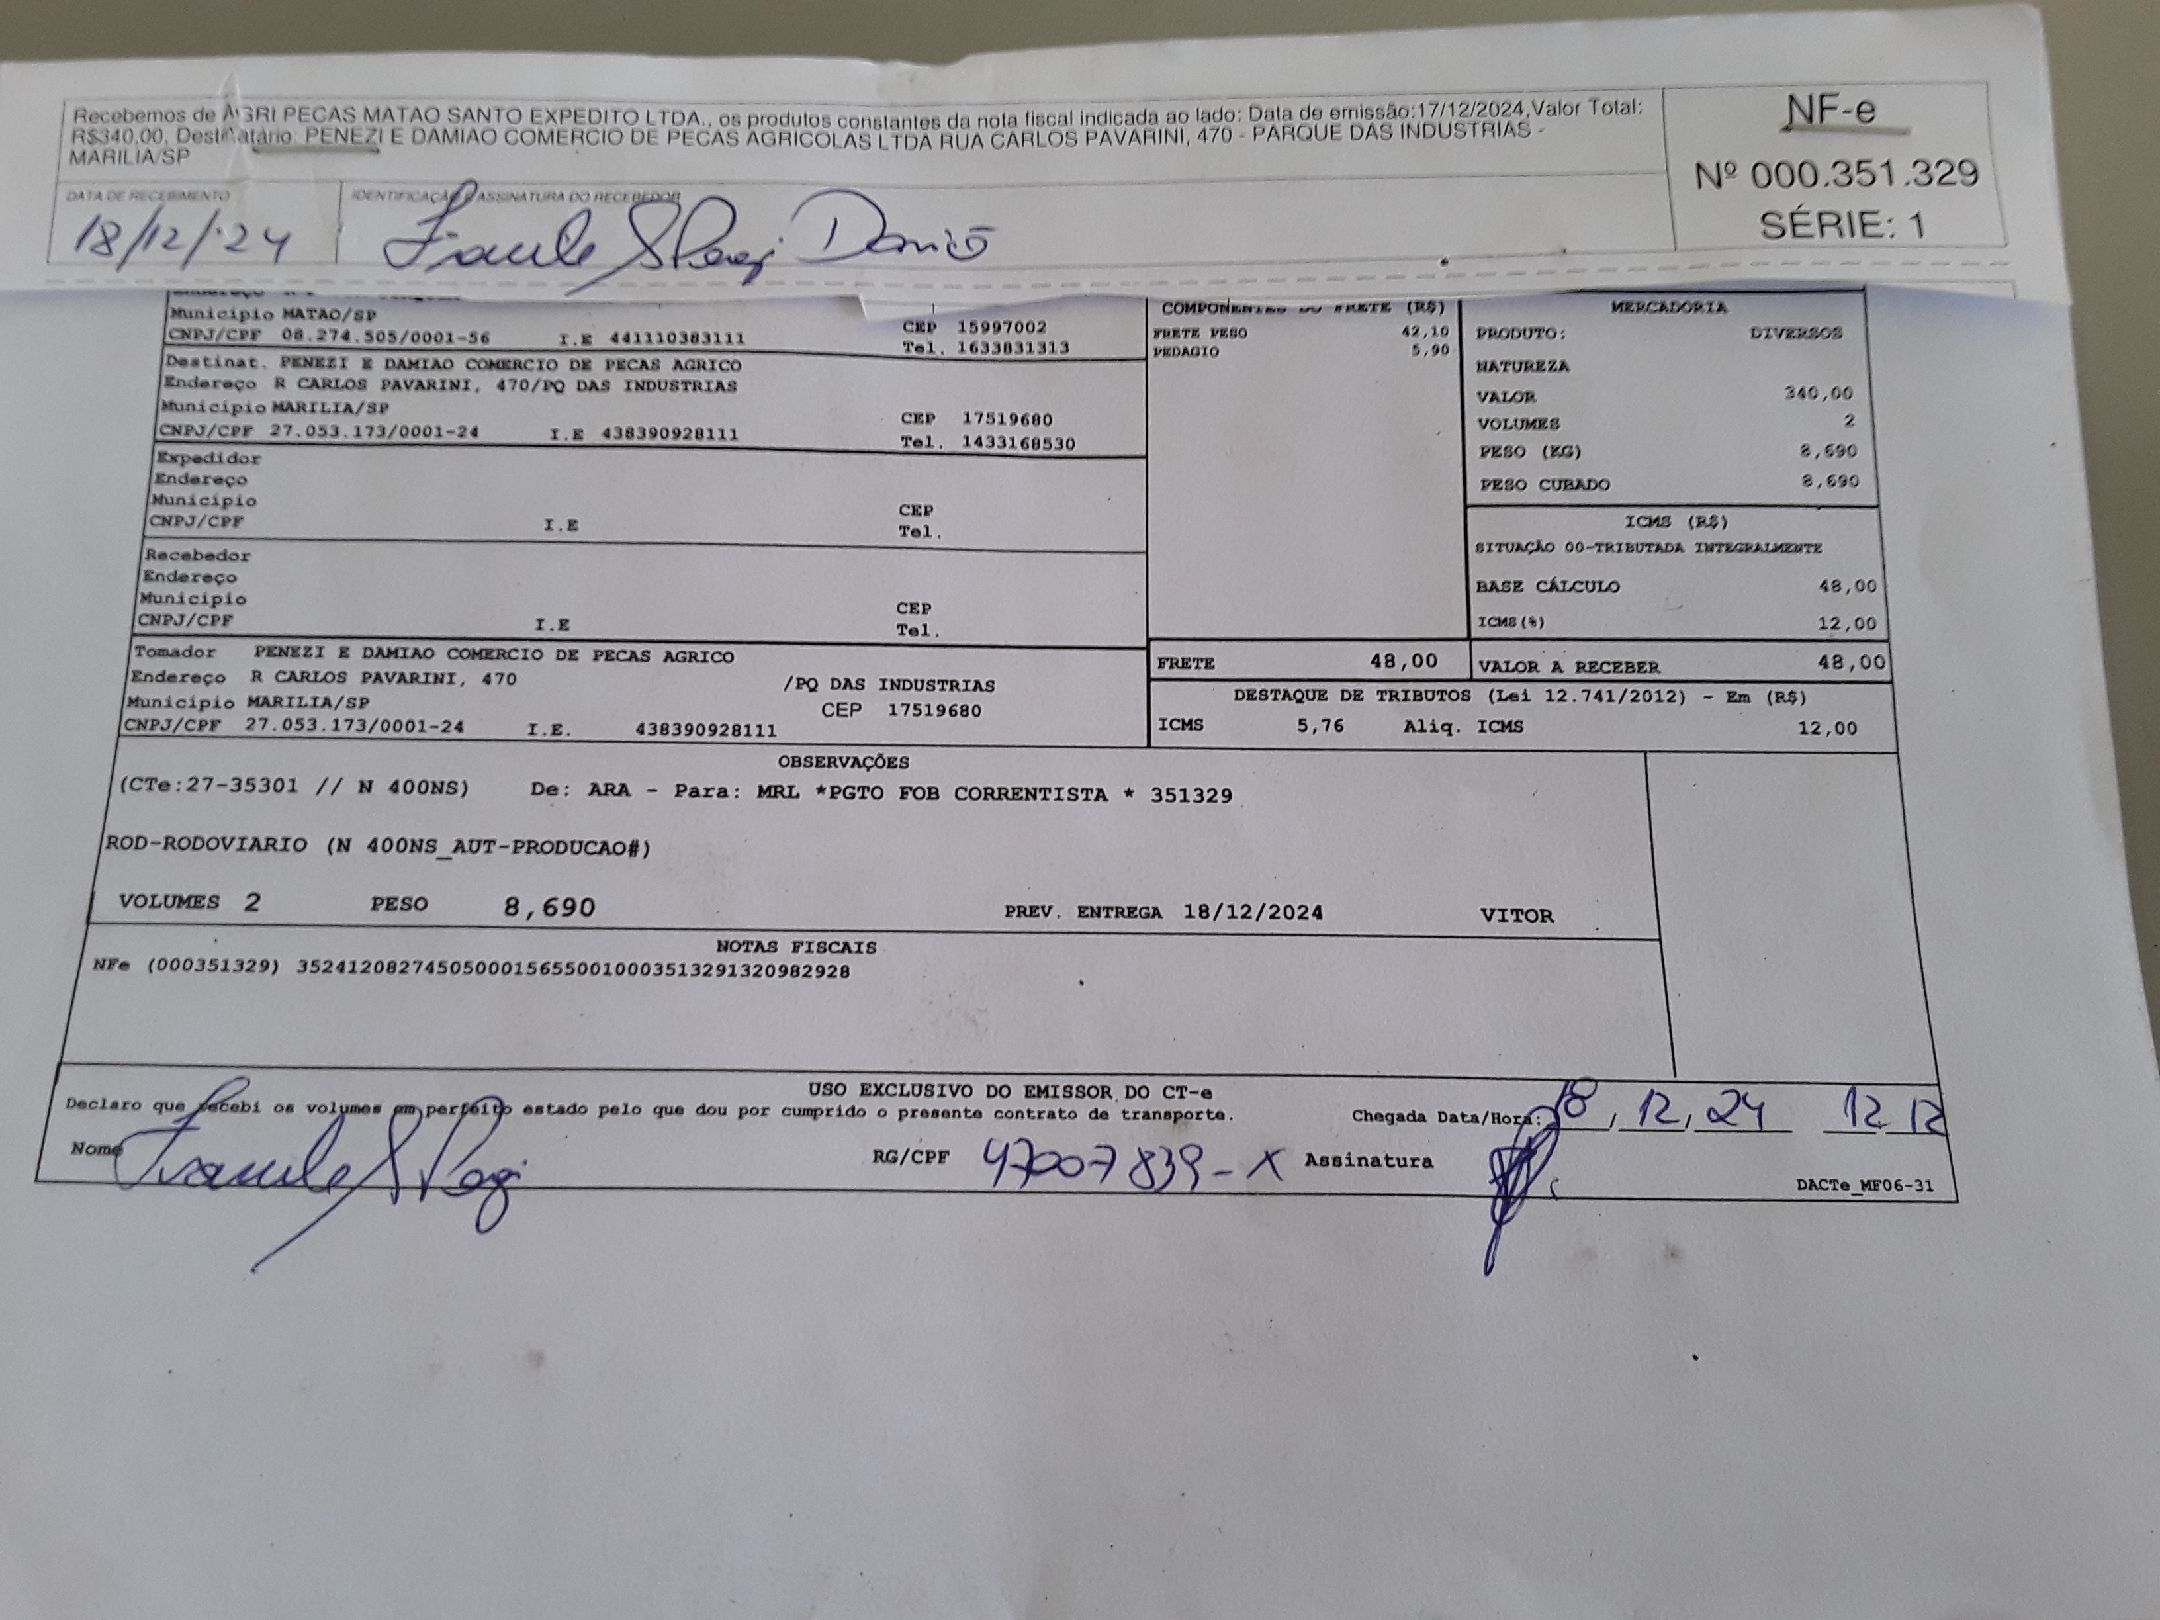 Recebemos de AGRI PECAS MATAO SANTO EXPEDITO LTDA., os produtos constantes da nota fiscal indicada ao lado: Data de emissão:17/12/2024,Valor Total:
R$340,00, Destinatário: PENEZI E DAMIAO COMERCIO DE PECAS AGRICOLAS LTDA RUA CARLOS PAVARINI, 470 - PARQUE DAS INDUSTRIAS -
MARILIA/SP
NF-e
Nº 000.351.329
SÉRIE: 1
DATA DE RECEBIMENTO
IDENTIFICAÇÃO E ASSINATURA DO RECEBEDOR
18/12/24
Município MATAO/SP
CEP 15997002
CNPJ/CPF 08.274.505/0001-56 I.E 441110383111
Tel. 1633831313
Destinat. PENEZI E DAMIAO COMERCIO DE PECAS AGRICO
Endereço R CARLOS PAVARINI, 470/PQ DAS INDUSTRIAS
Município MARILIA/SP
CEP 17519680
CNPJ/CPF 27.053.173/0001-24 I.E 438390928111
Tel. 1433168530
Expedidor
Endereço
Município
CEP
CNPJ/CPF I.E
Tel.
Recebedor
Endereço
Município
CEP
CNPJ/CPF I.E
Tel.
Tomador PENEZI E DAMIAO COMERCIO DE PECAS AGRICO
Endereço R CARLOS PAVARINI, 470 /PQ DAS INDUSTRIAS
Município MARILIA/SP CEP 17519680
CNPJ/CPF 27.053.173/0001-24 I.E. 438390928111
COMPONENTES DO FRETE (R$)
FRETE PESO 42,10
PEDAGIO 5,90
FRETE 48,00
MERCADORIA
PRODUTO: DIVERSOS
NATUREZA
VALOR 340,00
VOLUMES 2
PESO (KG) 8,690
PESO CUBADO 8,690
ICMS (R$)
SITUAÇÃO 00-TRIBUTADA INTEGRALMENTE
BASE CÁLCULO 48,00
ICMS(%) 12,00
VALOR A RECEBER 48,00
DESTAQUE DE TRIBUTOS (Lei 12.741/2012) - Em (R$)
ICMS 5,76 Aliq. ICMS 12,00
OBSERVAÇÕES
(CTe:27-35301 // N 400NS) De: ARA - Para: MRL *PGTO FOB CORRENTISTA * 351329
ROD-RODOVIARIO (N 400NS_AUT-PRODUCAO#)
VOLUMES 2 PESO 8,690 PREV. ENTREGA 18/12/2024 VITOR
NOTAS FISCAIS
NFe (000351329) 35241208274505000156550010003513291320982928
USO EXCLUSIVO DO EMISSOR DO CT-e
Declaro que recebi os volumes em perfeito estado pelo que dou por cumprido o presente contrato de transporte.
Chegada Data/Hora: 18/12/24 12 12
Nome
RG/CPF 47007839-X Assinatura
DACTe_MF06-31